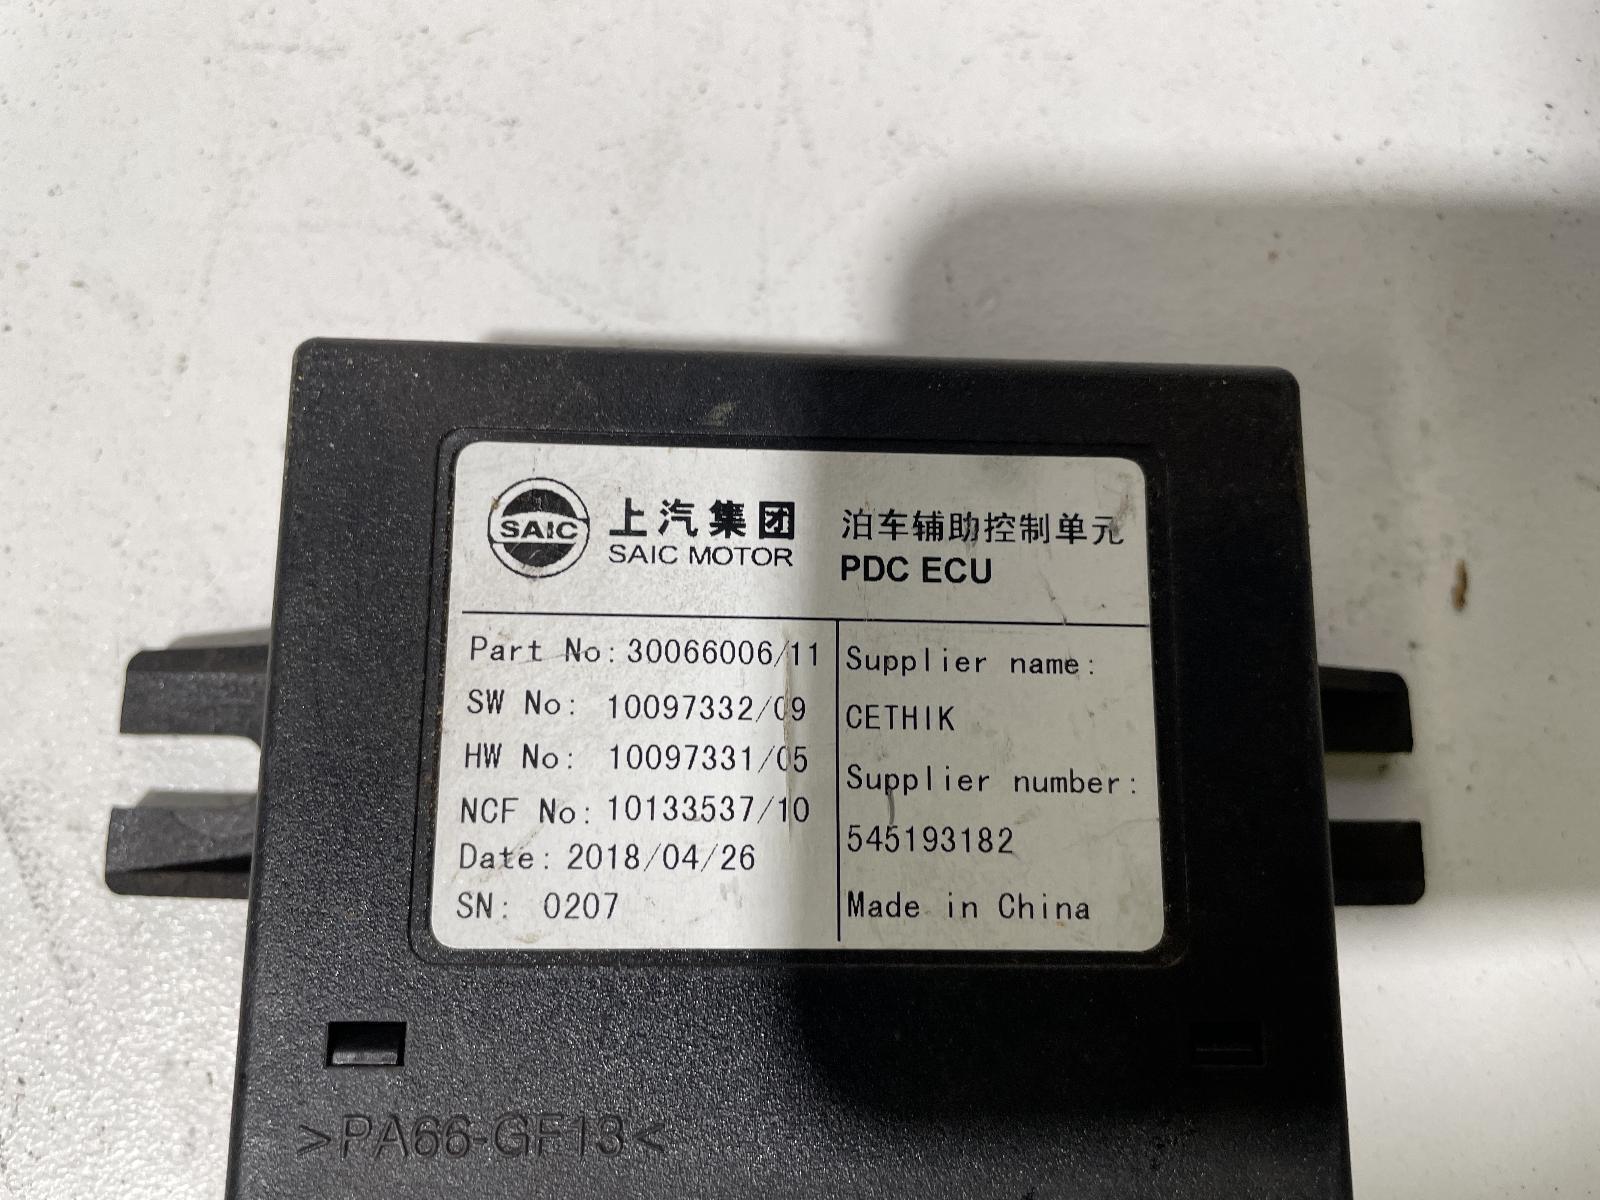 SAIC
上汽集团
SAIC MOTOR
泊车辅助控制单元
PDC ECU
Part No: 30066006/11
SW No: 10097332/09
HW No: 10097331/05
NCF No: 10133537/10
Date: 2018/04/26
SN: 0207
Supplier name:
CETHIK
Supplier number:
545193182
Made in China
>PA66-GF13<